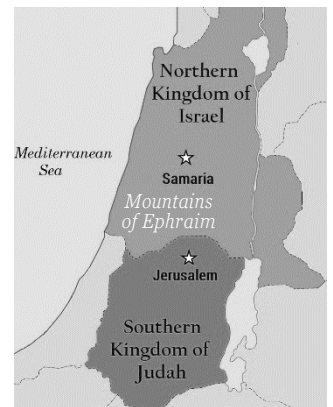 Northern
Kingdom of
Israel
Mediterranean
Sea
Samaria
Mountains
of Ephraim
Jerusalem
Southern
Kingdom of
Judah